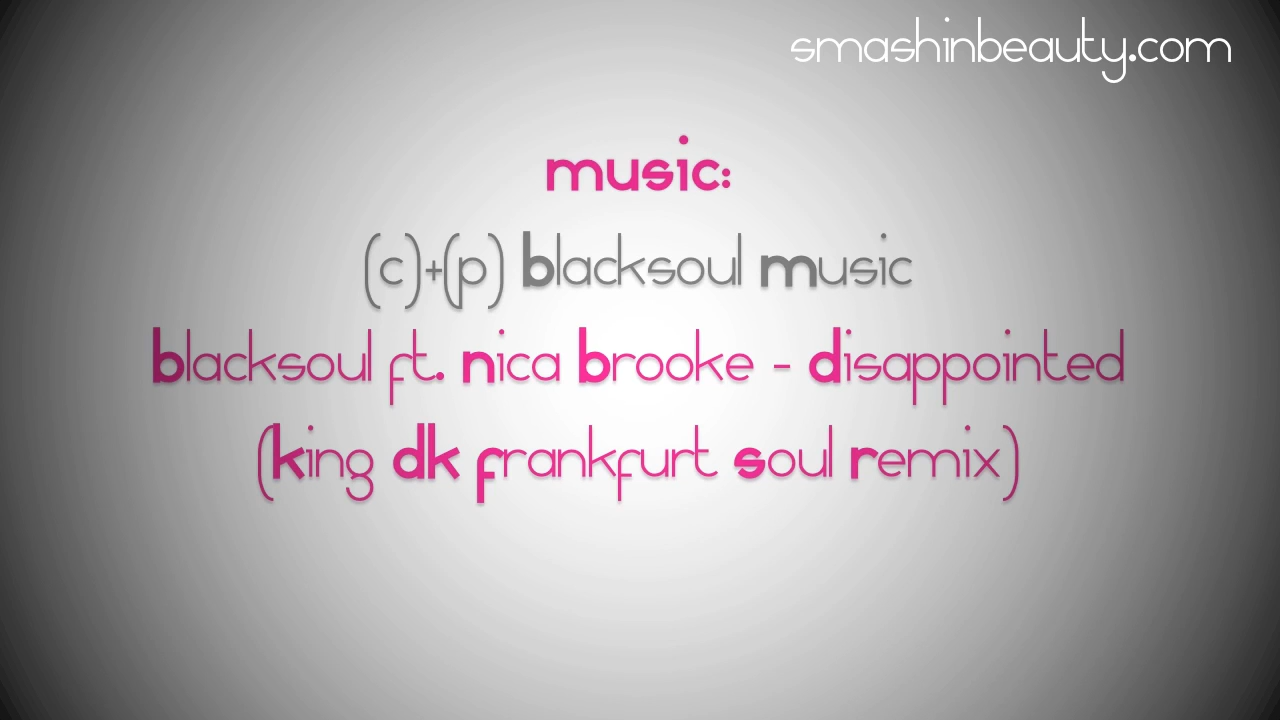 smashinbeauty.com
music:
(c)+(p) blacksoul music
blacksoul ft. nica brooke - disappointed
(king dk frankfurt soul remix)